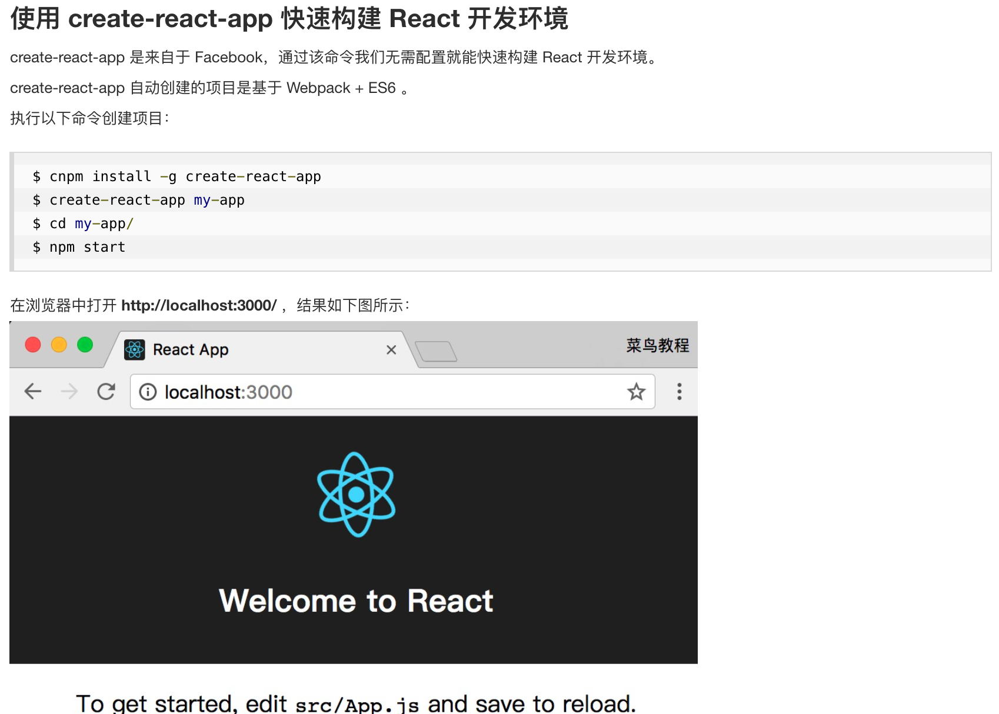 使用 create-react-app 快速构建 React 开发环境
create-react-app 是来自于 Facebook，通过该命令我们无需配置就能快速构建 React 开发环境。
create-react-app 自动创建的项目是基于 Webpack + ES6 。
执行以下命令创建项目：
$ cnpm install -g create-react-app
$ create-react-app my-app
$ cd my-app/
$ npm start
在浏览器中打开 http://localhost:3000/ ，结果如下图所示：
React App
菜鸟教程
localhost:3000
Welcome to React
To get started, edit src/App.js and save to reload.